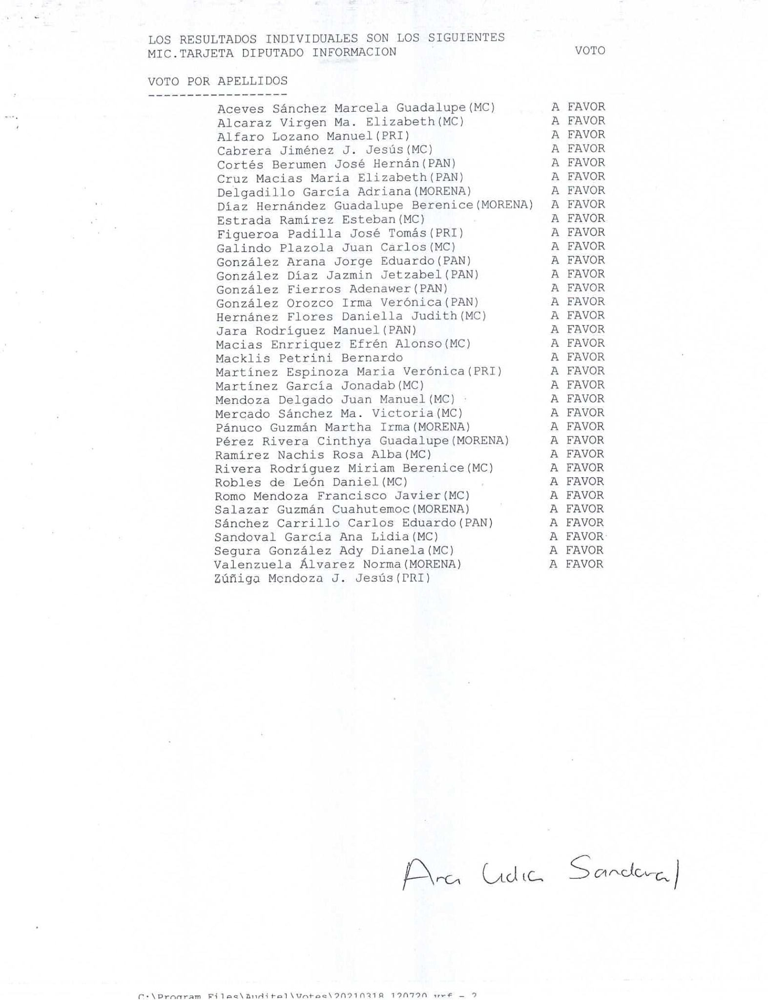 LOS RESULTADOS INDIVIDUALES SON LOS SIGUIENTES
MIC.TARJETA DIPUTADO INFORMACION VOTO
VOTO POR APELLIDOS
------------------
Aceves Sánchez Marcela Guadalupe(MC) A FAVOR
Alcaraz Virgen Ma. Elizabeth(MC) A FAVOR
Alfaro Lozano Manuel(PRI) A FAVOR
Cabrera Jiménez J. Jesús(MC) A FAVOR
Cortés Berumen José Hernán(PAN) A FAVOR
Cruz Macias Maria Elizabeth(PAN) A FAVOR
Delgadillo García Adriana(MORENA) A FAVOR
Díaz Hernández Guadalupe Berenice(MORENA) A FAVOR
Estrada Ramírez Esteban(MC) A FAVOR
Figueroa Padilla José Tomás(PRI) A FAVOR
Galindo Plazola Juan Carlos(MC) A FAVOR
González Arana Jorge Eduardo(PAN) A FAVOR
González Díaz Jazmin Jetzabel(PAN) A FAVOR
González Fierros Adenawer(PAN) A FAVOR
González Orozco Irma Verónica(PAN) A FAVOR
Hernánez Flores Daniella Judith(MC) A FAVOR
Jara Rodríguez Manuel(PAN) A FAVOR
Macias Enrriquez Efrén Alonso(MC) A FAVOR
Macklis Petrini Bernardo A FAVOR
Martínez Espinoza Maria Verónica(PRI) A FAVOR
Martínez García Jonadab(MC) A FAVOR
Mendoza Delgado Juan Manuel(MC) A FAVOR
Mercado Sánchez Ma. Victoria(MC) A FAVOR
Pánuco Guzmán Martha Irma(MORENA) A FAVOR
Pérez Rivera Cinthya Guadalupe(MORENA) A FAVOR
Ramírez Nachis Rosa Alba(MC) A FAVOR
Rivera Rodríguez Miriam Berenice(MC) A FAVOR
Robles de León Daniel(MC) A FAVOR
Romo Mendoza Francisco Javier(MC) A FAVOR
Salazar Guzmán Cuahutemoc(MORENA) A FAVOR
Sánchez Carrillo Carlos Eduardo(PAN) A FAVOR
Sandoval García Ana Lidia(MC) A FAVOR
Segura González Ady Dianela(MC) A FAVOR
Valenzuela Álvarez Norma(MORENA) A FAVOR
Zúñiga Mendoza J. Jesús(PRI)
Ana Lidia Sandoval
C:\Program Files\Auditel\Votes\20210318_120720.vrf - 2